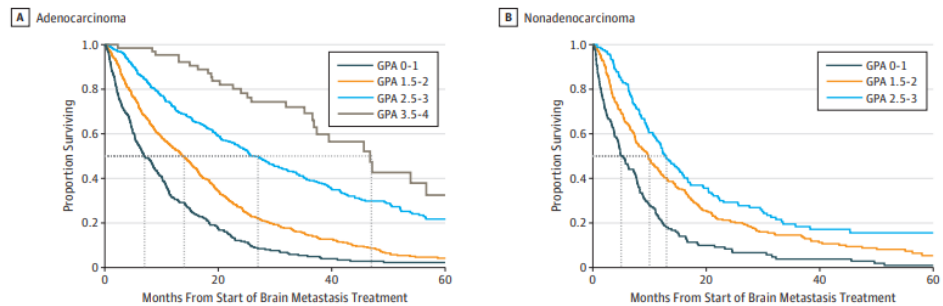 A Adenocarcinoma
1.0
0.8
0.6
0.4
0.2
0
Proportion Surviving
GPA 0-1
GPA 1.5-2
GPA 2.5-3
GPA 3.5-4
0 20 40 60
Months From Start of Brain Metastasis Treatment
B Nonadenocarcinoma
1.0
0.8
0.6
0.4
0.2
0
Proportion Surviving
GPA 0-1
GPA 1.5-2
GPA 2.5-3
0 20 40 60
Months From Start of Brain Metastasis Treatment